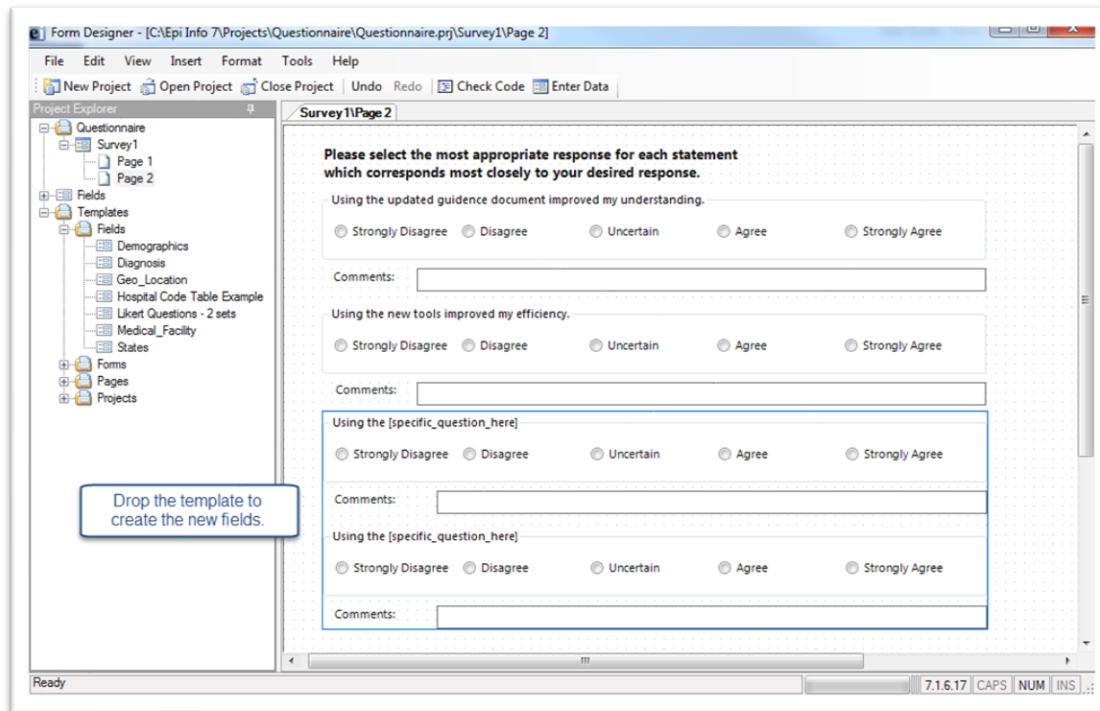 Form Designer - [C:\Epi Info 7\Projects\Questionnaire\Questionnaire.prj\Survey1\Page 2]
File Edit View Insert Format Tools Help
New Project Open Project Close Project Undo Redo Check Code Enter Data
Project Explorer
Questionnaire
Survey1
Page 1
Page 2
Fields
Templates
Fields
Demographics
Diagnosis
Geo_Location
Hospital Code Table Example
Likert Questions - 2 sets
Medical_Facility
States
Forms
Pages
Projects
Drop the template to
create the new fields.
Survey1\Page 2
Please select the most appropriate response for each statement
which corresponds most closely to your desired response.
Using the updated guidence document improved my understanding.
Strongly Disagree Disagree Uncertain Agree Strongly Agree
Comments:
Using the new tools improved my efficiency.
Strongly Disagree Disagree Uncertain Agree Strongly Agree
Comments:
Using the [specific_question_here]
Strongly Disagree Disagree Uncertain Agree Strongly Agree
Comments:
Using the [specific_question_here]
Strongly Disagree Disagree Uncertain Agree Strongly Agree
Comments:
Ready 7.1.6.17 CAPS NUM INS